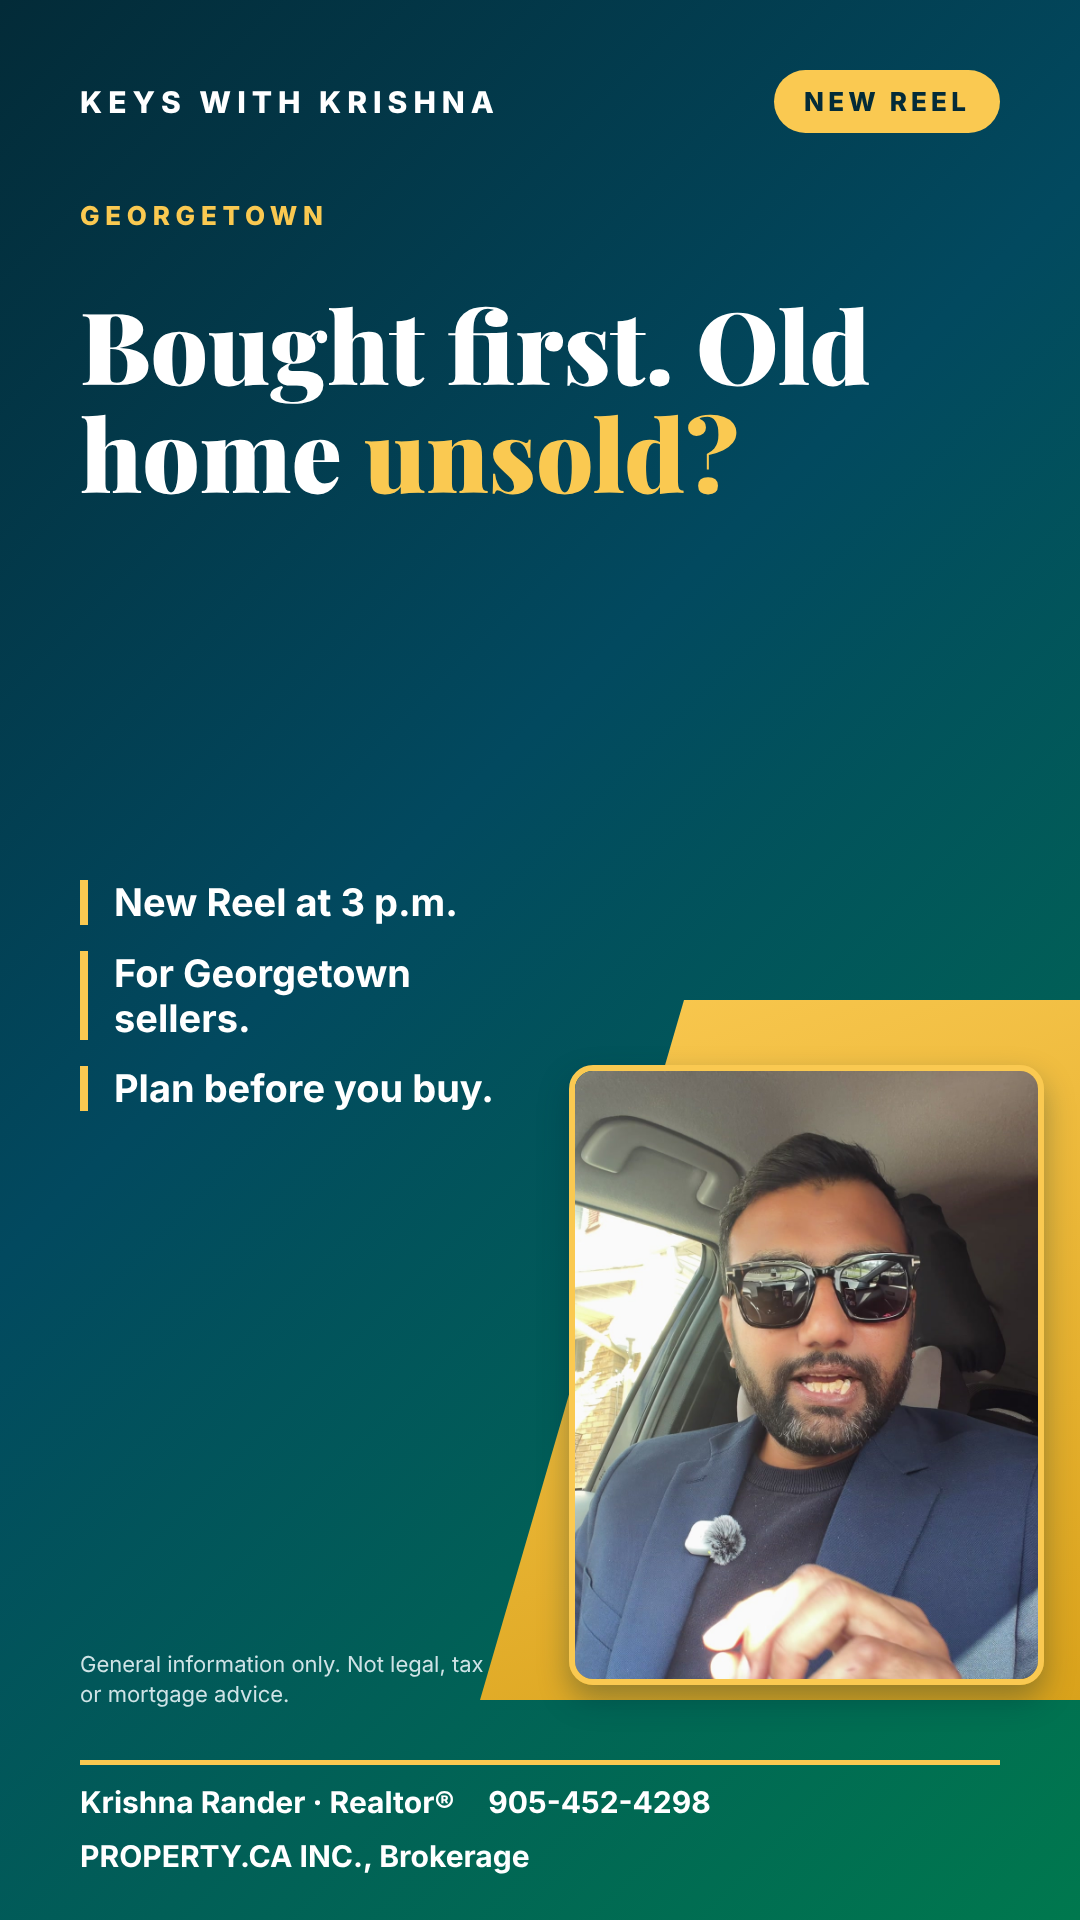 KEYS WITH KRISHNA
NEW REEL
GEORGETOWN
Bought first. Old
home unsold?
New Reel at 3 p.m.
For Georgetown
sellers.
Plan before you buy.
General information only. Not legal, tax
or mortgage advice.
Krishna Rander · Realtor® 905-452-4298
PROPERTY.CA INC., Brokerage